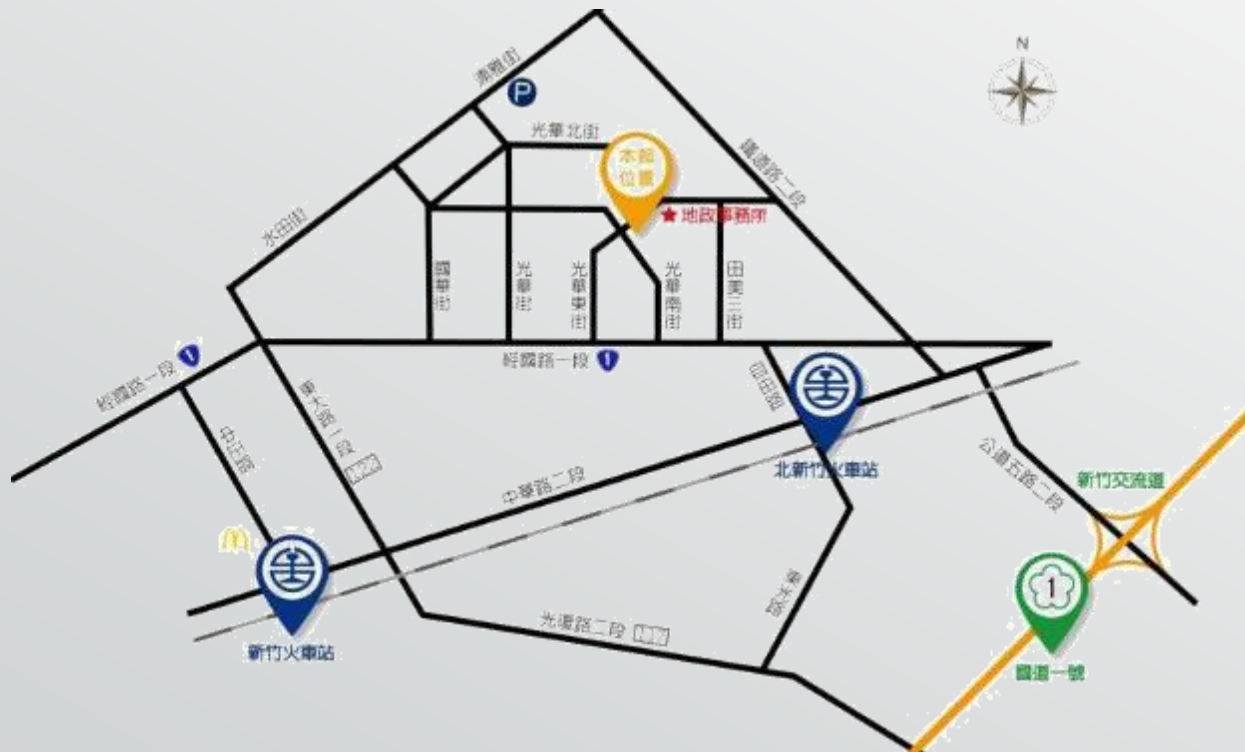 N
湳雅街
P
光華北街
本館
位置
鐵道路二段
地政事務所
水田街
國華街
光華街
光華東街
光華南街
田美三街
經國路一段
1
經國路一段
1
東大路一段
122
中正路
中華路二段
北新竹火車站
公道五路二段
新竹交流道
新竹火車站
光復路二段
東光路
1
國道一號